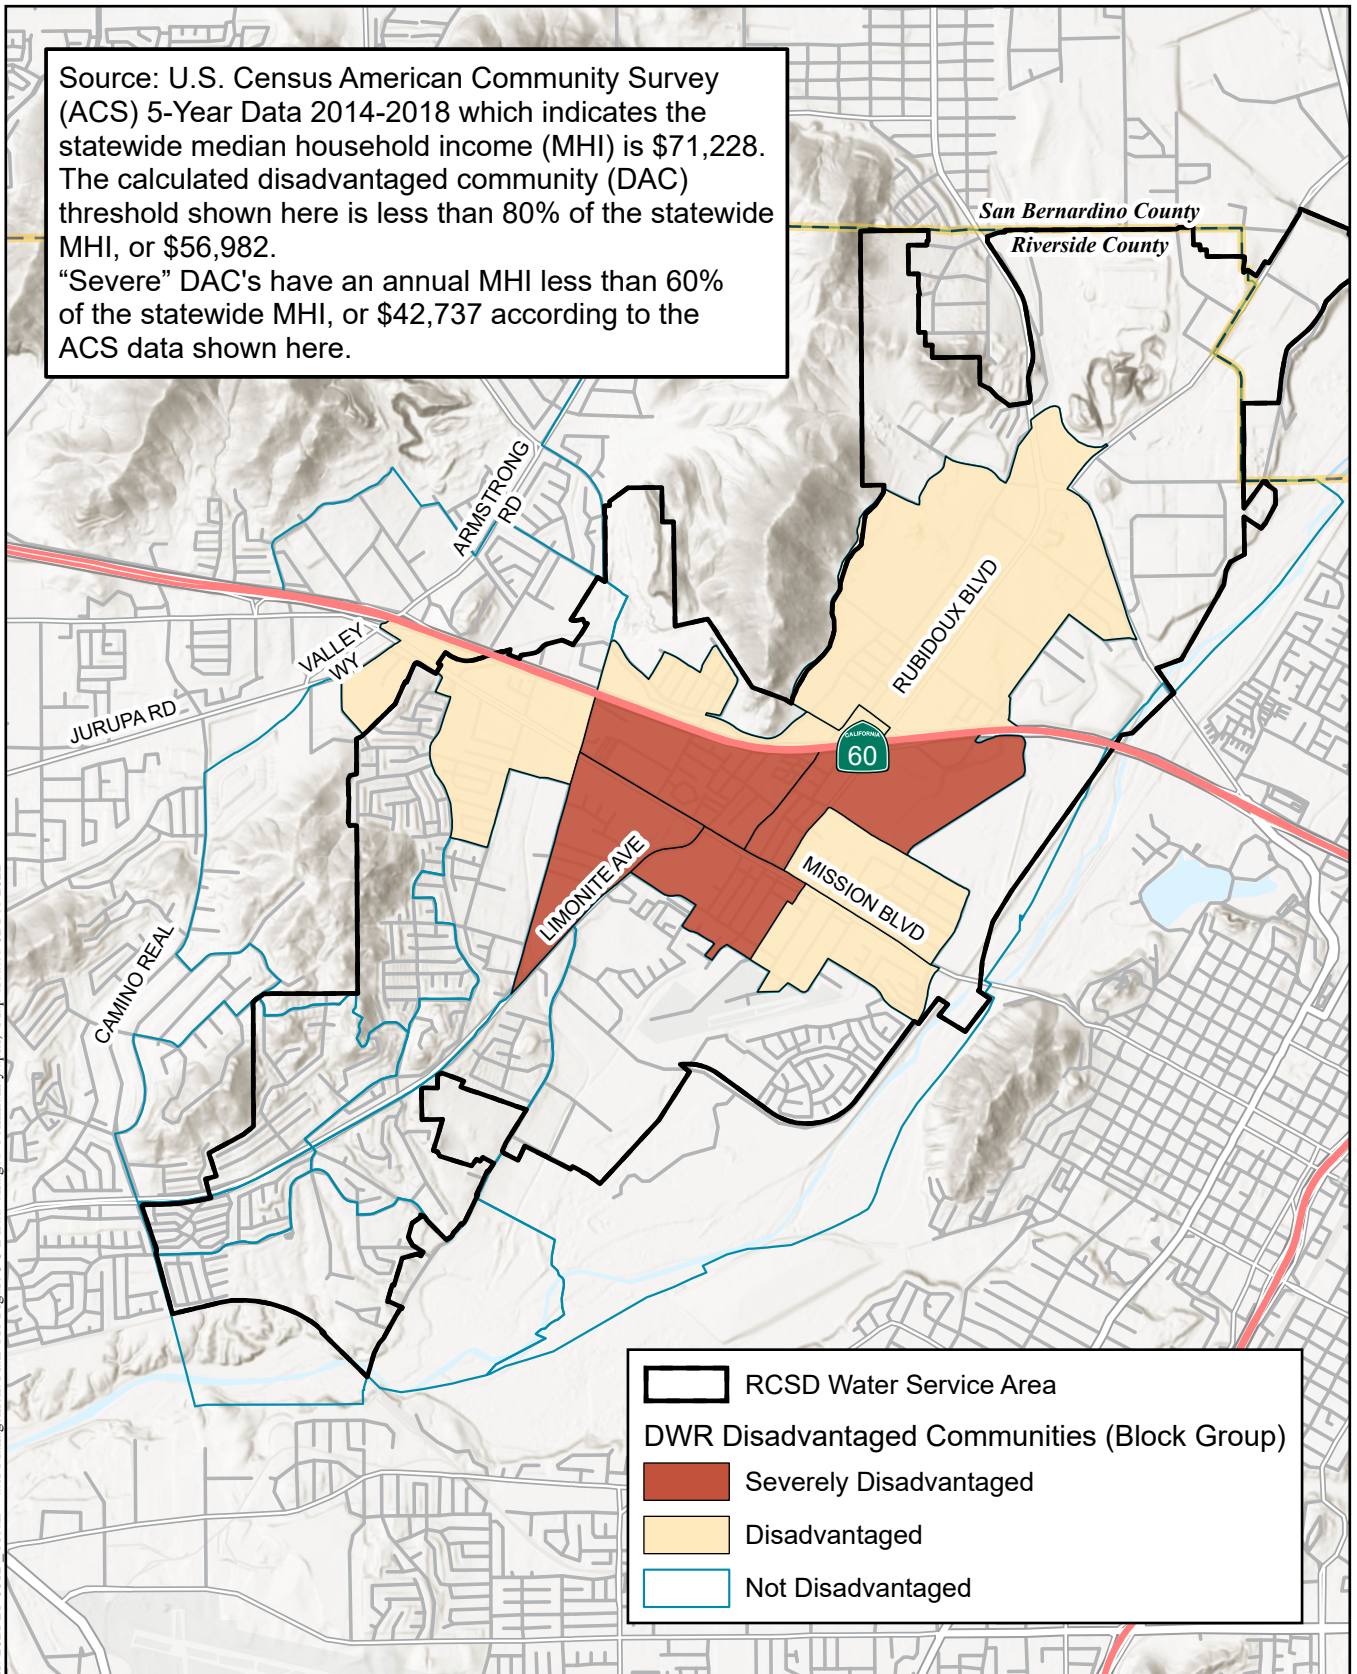 Source: U.S. Census American Community Survey
(ACS) 5-Year Data 2014-2018 which indicates the
statewide median household income (MHI) is $71,228.
The calculated disadvantaged community (DAC)
threshold shown here is less than 80% of the statewide
MHI, or $56,982.
“Severe” DAC's have an annual MHI less than 60%
of the statewide MHI, or $42,737 according to the
ACS data shown here.
San Bernardino County
Riverside County
ARMSTRONG
RD
RUBIDOUX BLVD
VALLEY
WY
JURUPA RD
CALIFORNIA
60
LIMONITE AVE
MISSION BLVD
CAMINO REAL
RCSD Water Service Area
DWR Disadvantaged Communities (Block Group)
Severely Disadvantaged
Disadvantaged
Not Disadvantaged